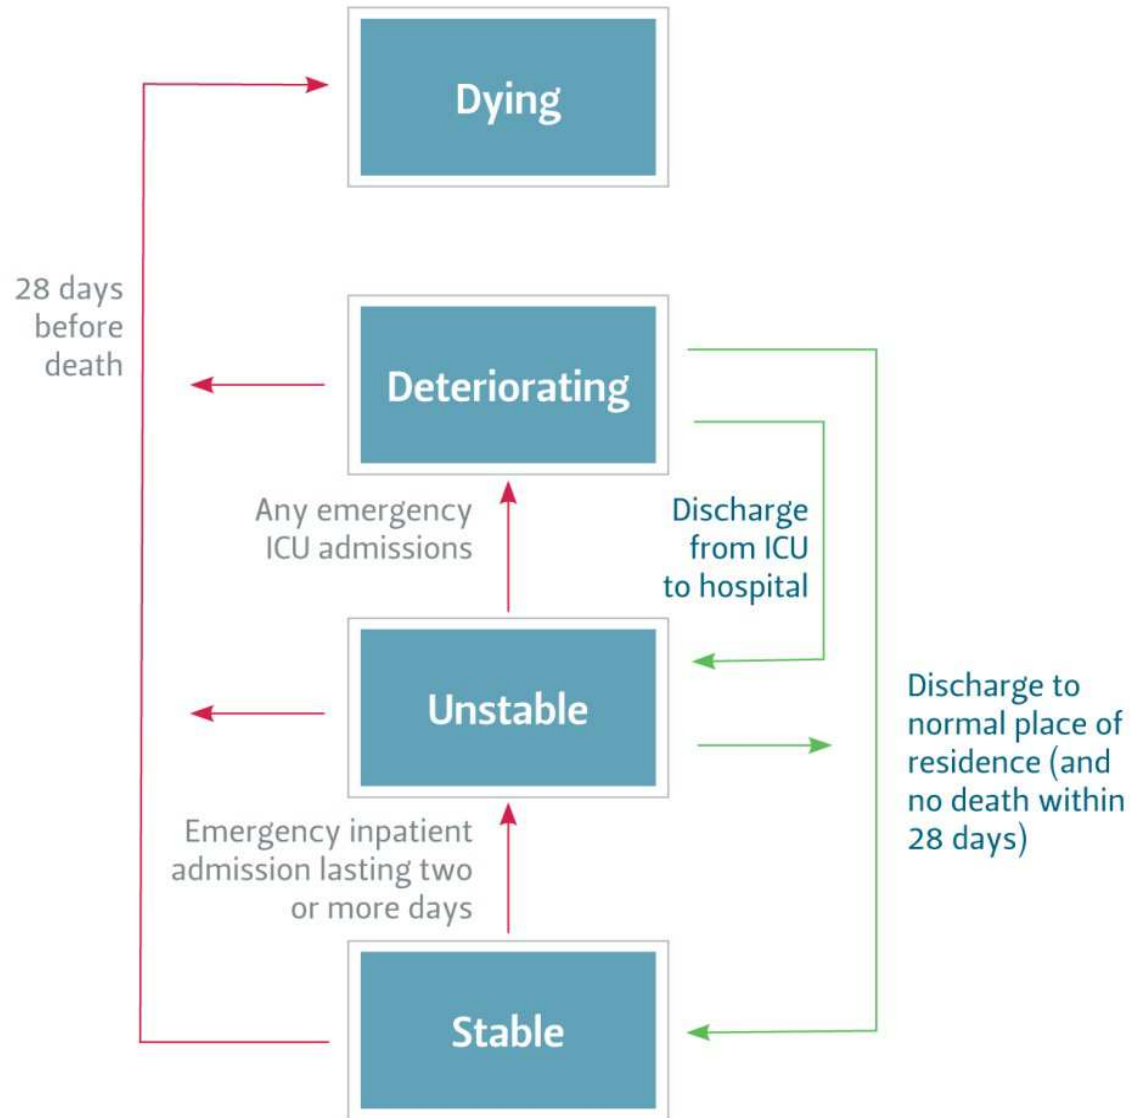 Dying
28 days
before
death
Deteriorating
Any emergency
ICU admissions
Discharge
from ICU
to hospital
Unstable
Discharge to
normal place of
residence (and
no death within
28 days)
Emergency inpatient
admission lasting two
or more days
Stable